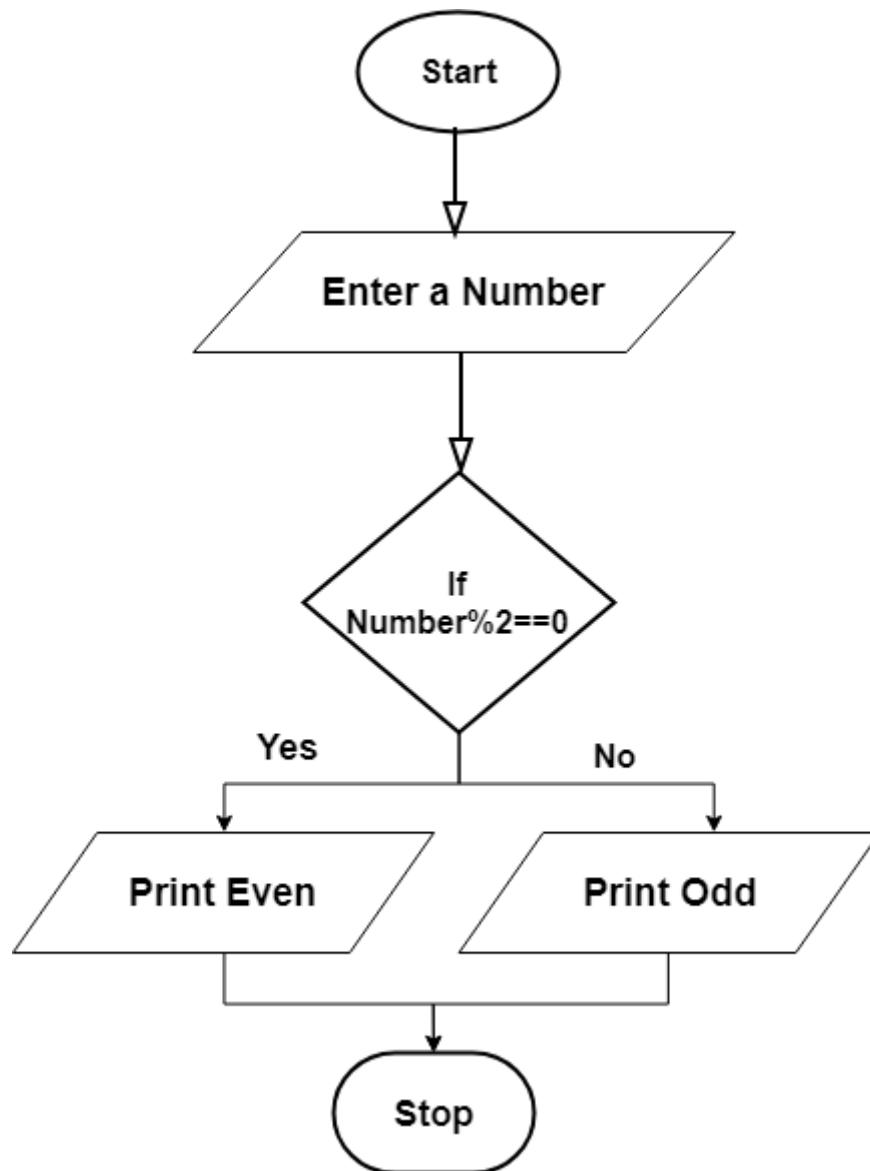 Start
Enter a Number
If
Number%2==0
Yes
No
Print Even
Print Odd
Stop